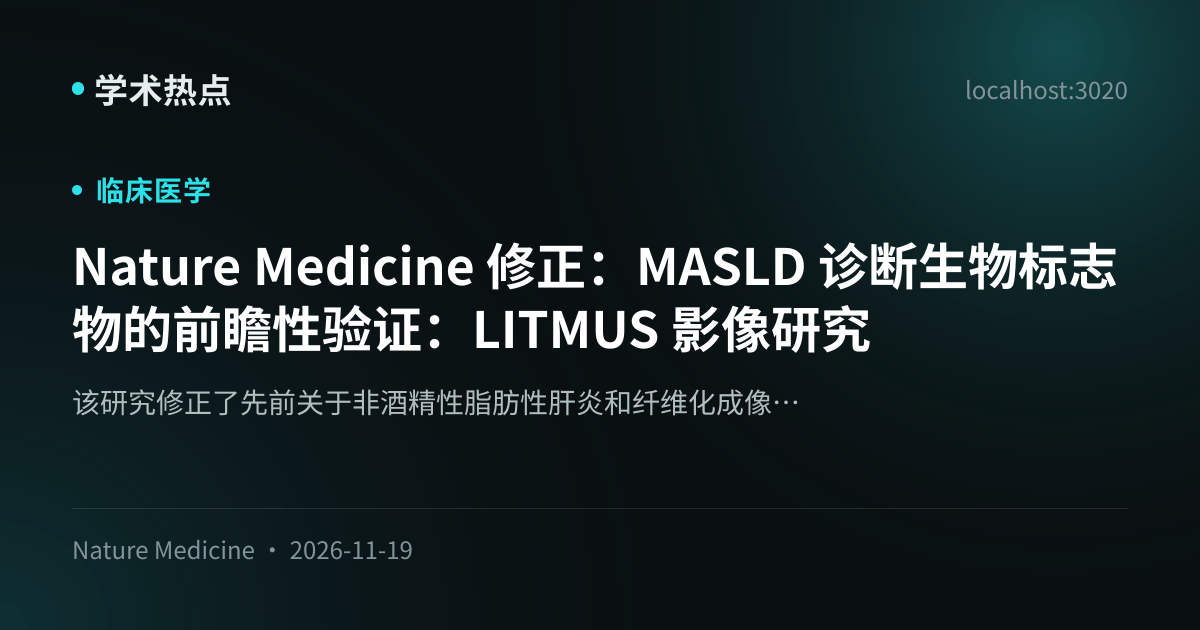 学术热点
localhost:3020
临床医学
Nature Medicine 修正：MASLD 诊断生物标志
物的前瞻性验证：LITMUS 影像研究
该研究修正了先前关于非酒精性脂肪性肝炎和纤维化成像…
Nature Medicine • 2026-11-19